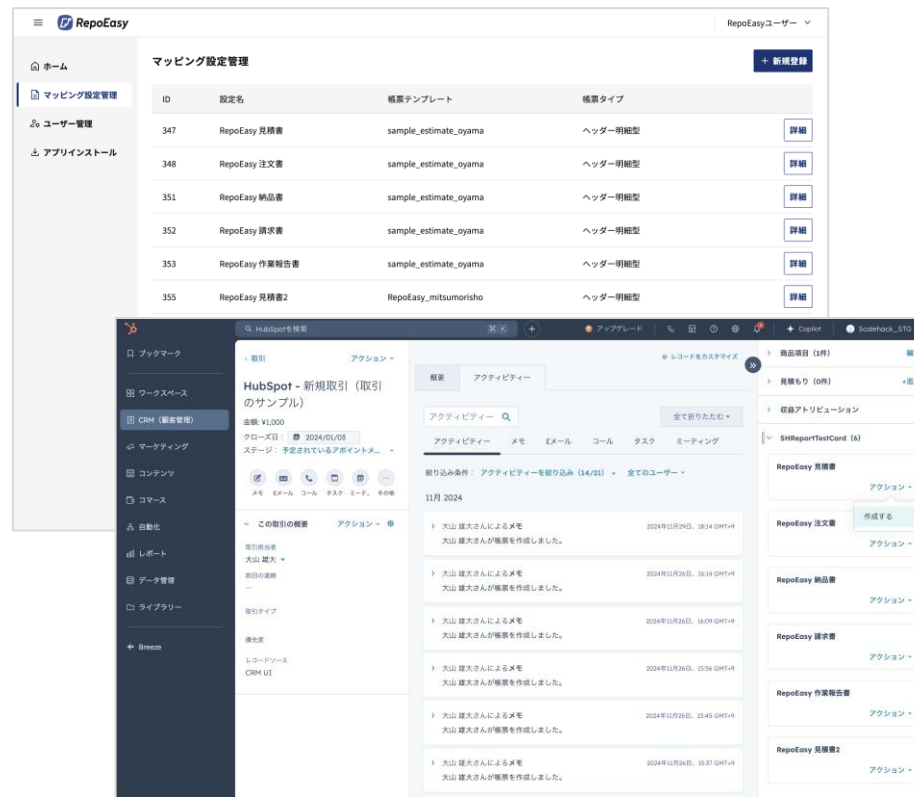 RepoEasy
RepoEasyユーザー
ホーム
マッピング設定管理
ユーザー管理
アプリインストール
マッピング設定管理
+ 新規登録
ID 設定名 帳票テンプレート 帳票タイプ
347 RepoEasy 見積書 sample_estimate_oyama ヘッダー明細型 詳細
348 RepoEasy 注文書 sample_estimate_oyama ヘッダー明細型 詳細
351 RepoEasy 納品書 sample_estimate_oyama ヘッダー明細型 詳細
352 RepoEasy 請求書 sample_estimate_oyama ヘッダー明細型 詳細
353 RepoEasy 作業報告書 sample_estimate_oyama ヘッダー明細型 詳細
355 RepoEasy 見積書2 RepoEasy_mitsumorisho ヘッダー明細型 詳細
HubSpotを検索 ⌘ K + アップグレード Copilot Scalehack_STG
ブックマーク
ワークスペース
CRM（顧客管理）
マーケティング
コンテンツ
コマース
自動化
レポート
データ管理
ライブラリー
Breeze
取引 アクション
HubSpot - 新規取引（取引
のサンプル）
金額: ¥1,000
クローズ日: 2024/01/03
ステージ: 予定されているアポイントメ...
メモ Eメール コール タスク ミーテ... その他
この取引の概要 アクション
取引担当者
大山 雄大
前回の連絡
--
取引タイプ
優先度
レコードソース
CRM UI
レコードをカスタマイズ
概要 アクティビティー
アクティビティー 全て折りたたむ
アクティビティー メモ Eメール コール タスク ミーティング
絞り込み条件: アクティビティーを絞り込み (14/21) 全てのユーザー
11月 2024
大山 雄大さんによるメモ 2024年11月29日、18:14 GMT+9
大山 雄大さんが帳票を作成しました。
大山 雄大さんによるメモ 2024年11月26日、16:14 GMT+9
大山 雄大さんが帳票を作成しました。
大山 雄大さんによるメモ 2024年11月26日、16:09 GMT+9
大山 雄大さんが帳票を作成しました。
大山 雄大さんによるメモ 2024年11月26日、15:56 GMT+9
大山 雄大さんが帳票を作成しました。
大山 雄大さんによるメモ 2024年11月26日、15:45 GMT+9
大山 雄大さんが帳票を作成しました。
大山 雄大さんによるメモ 2024年11月26日、15:37 GMT+9
大山 雄大さんが帳票を作成しました。
商品項目（1件）
見積もり（0件） +追
収益アトリビューション
SHReportTestCard (6)
RepoEasy 見積書
アクション
作成する
RepoEasy 注文書
アクション
RepoEasy 納品書
アクション
RepoEasy 請求書
アクション
RepoEasy 作業報告書
アクション
RepoEasy 見積書2
アクション